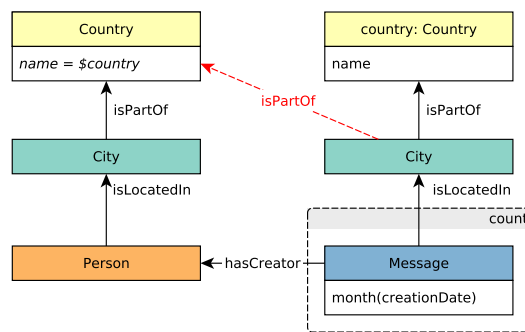 Country
country: Country
name = $country
name
isPartOf
isPartOf
isPartOf
City
City
isLocatedIn
isLocatedIn
count
Person
hasCreator
Message
month(creationDate)